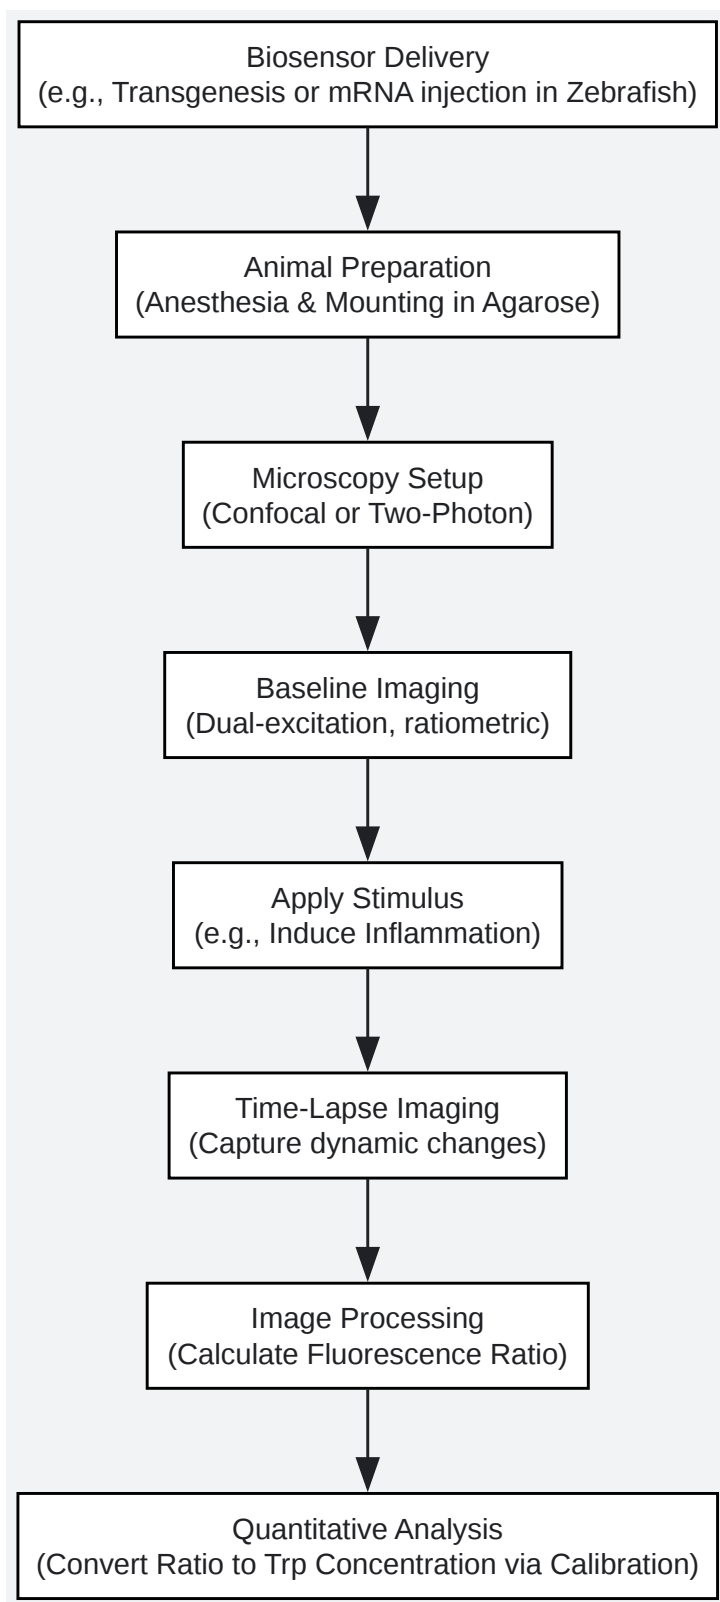 Biosensor Delivery
(e.g., Transgenesis or mRNA injection in Zebrafish)
Animal Preparation
(Anesthesia & Mounting in Agarose)
Microscopy Setup
(Confocal or Two-Photon)
Baseline Imaging
(Dual-excitation, ratiometric)
Apply Stimulus
(e.g., Induce Inflammation)
Time-Lapse Imaging
(Capture dynamic changes)
Image Processing
(Calculate Fluorescence Ratio)
Quantitative Analysis
(Convert Ratio to Trp Concentration via Calibration)